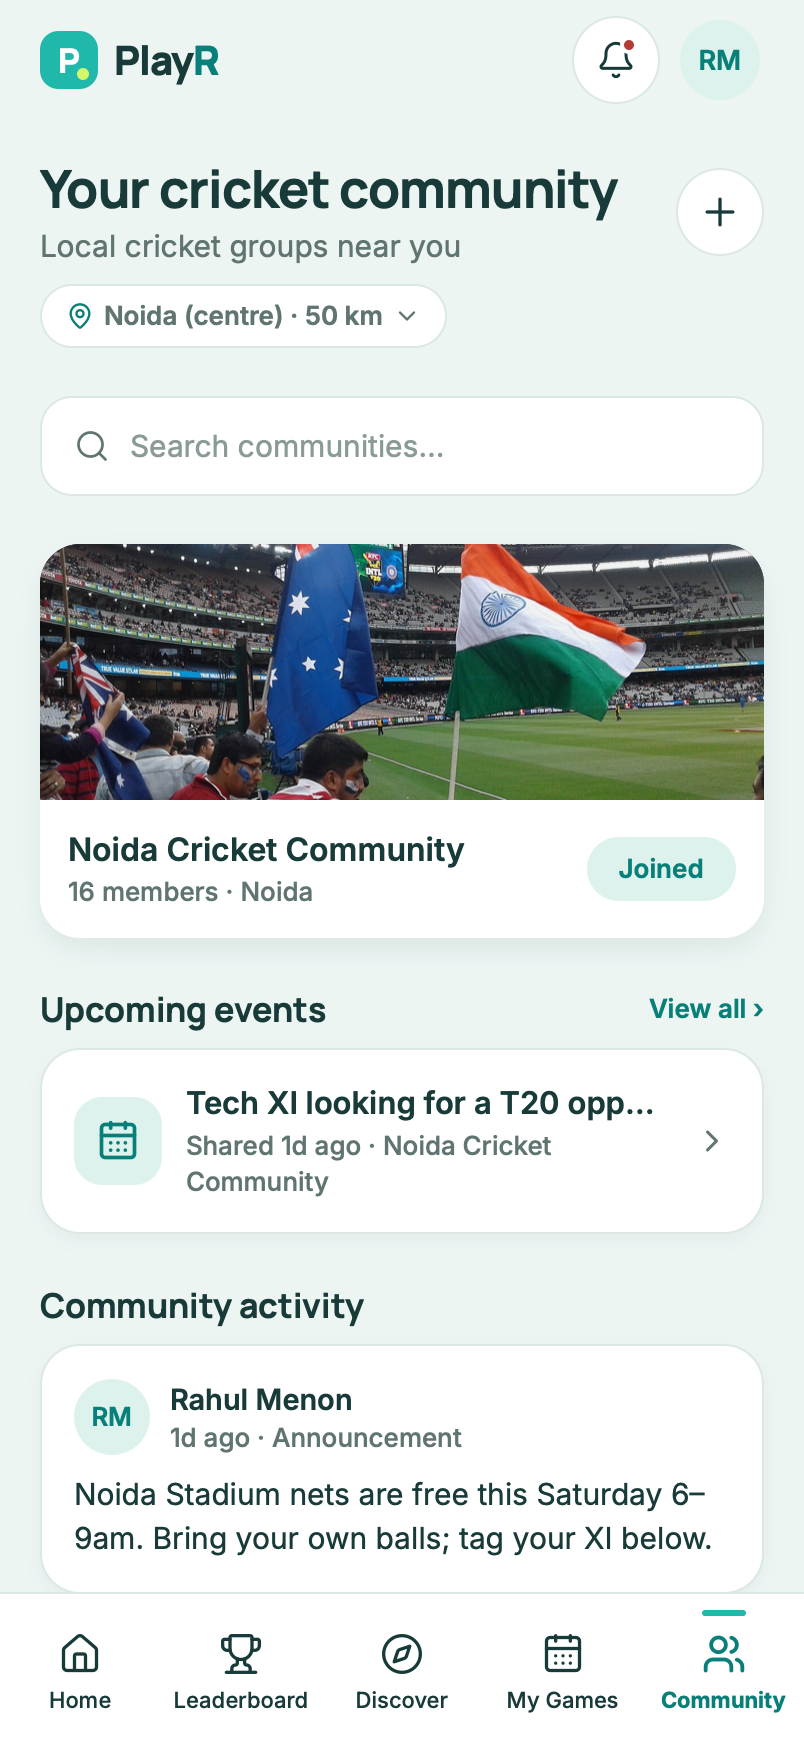 P.
PlayR
RM
Your cricket community
Local cricket groups near you
Noida (centre) · 50 km
Search communities...
Noida Cricket Community
16 members · Noida
Joined
Upcoming events
View all ›
Tech XI looking for a T20 opp...
Shared 1d ago · Noida Cricket
Community
Community activity
RM
Rahul Menon
1d ago · Announcement
Noida Stadium nets are free this Saturday 6–
9am. Bring your own balls; tag your XI below.
Home
Leaderboard
Discover
My Games
Community